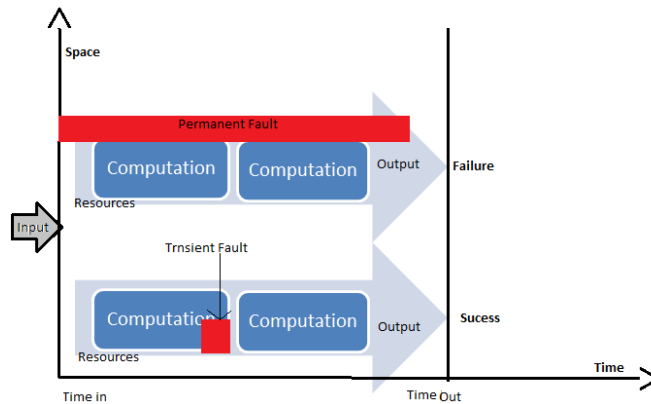 Space
Permanent Fault
Computation
Computation
Output
Failure
Resources
Input
Trnsient Fault
Computation
Computation
Output
Sucess
Resources
Time
Time in
Time Out